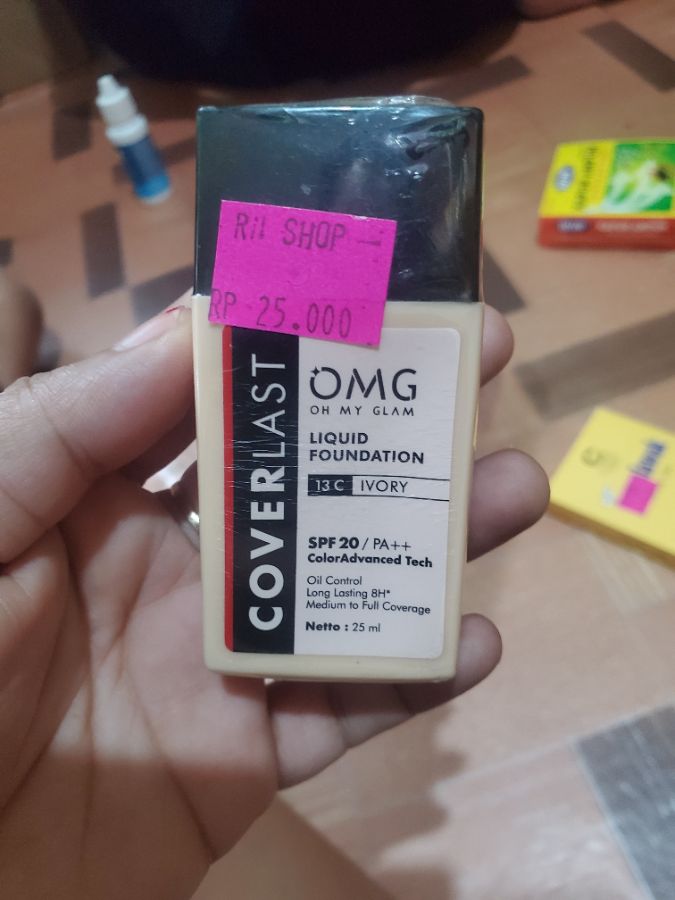 Ril SHOP
RP 25.000
COVERLAST
OMG
OH MY GLAM
LIQUID
FOUNDATION
13 C IVORY
SPF 20 / PA++
ColorAdvanced Tech
Oil Control
Long Lasting 8H*
Medium to Full Coverage
Netto : 25 ml